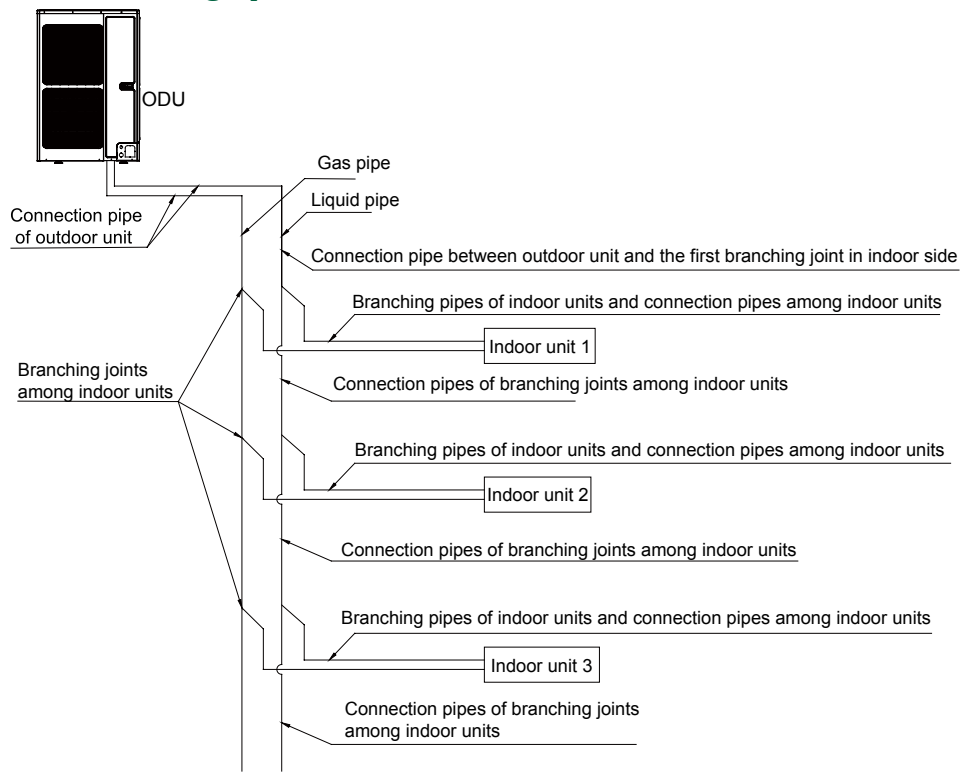 ODU
Gas pipe
Liquid pipe
Connection pipe
of outdoor unit
Connection pipe between outdoor unit and the first branching joint in indoor side
Branching pipes of indoor units and connection pipes among indoor units
Indoor unit 1
Branching joints
among indoor units
Connection pipes of branching joints among indoor units
Branching pipes of indoor units and connection pipes among indoor units
Indoor unit 2
Connection pipes of branching joints among indoor units
Branching pipes of indoor units and connection pipes among indoor units
Indoor unit 3
Connection pipes of branching joints
among indoor units